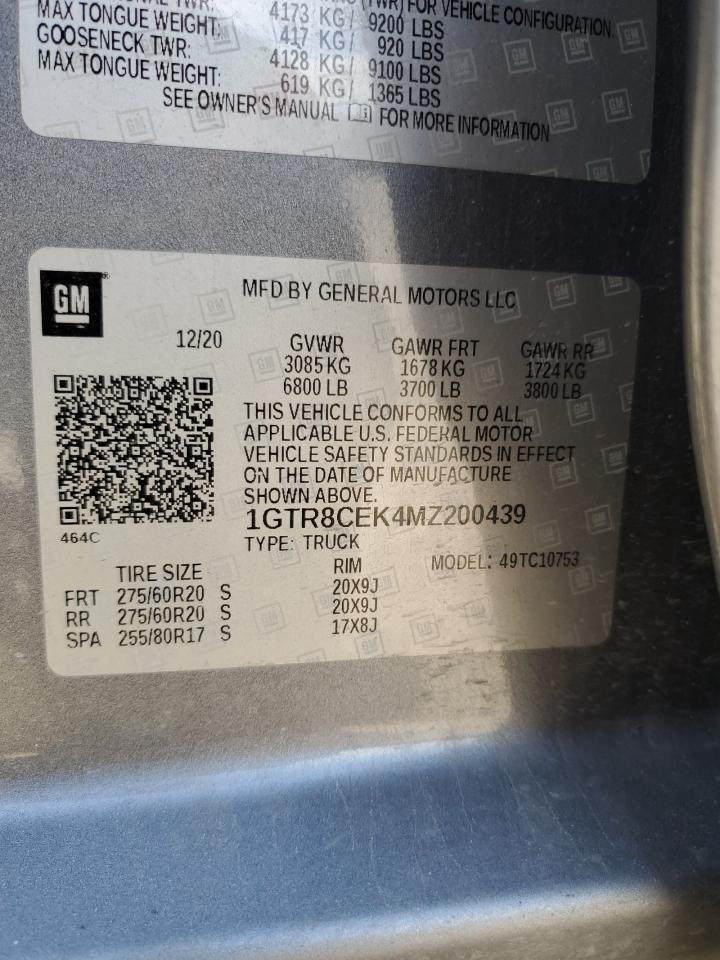 TWR:
(TWR) FOR VEHICLE CONFIGURATION.
MAX TONGUE WEIGHT: 4173 KG/ 9200 LBS
GOOSENECK TWR: 417 KG/ 920 LBS
MAX TONGUE WEIGHT: 4128 KG/ 9100 LBS
619 KG/ 1365 LBS
SEE OWNER'S MANUAL FOR MORE INFORMATION
GM
MFD BY GENERAL MOTORS LLC
12/20
GVWR GAWR FRT GAWR RR
3085 KG 1678 KG 1724 KG
6800 LB 3700 LB 3800 LB
THIS VEHICLE CONFORMS TO ALL
APPLICABLE U.S. FEDERAL MOTOR
VEHICLE SAFETY STANDARDS IN EFFECT
ON THE DATE OF MANUFACTURE
SHOWN ABOVE.
464C
1GTR8CEK4MZ200439
TYPE: TRUCK
MODEL: 49TC10753
TIRE SIZE RIM
FRT 275/60R20 S 20X9J
RR 275/60R20 S 20X9J
SPA 255/80R17 S 17X8J